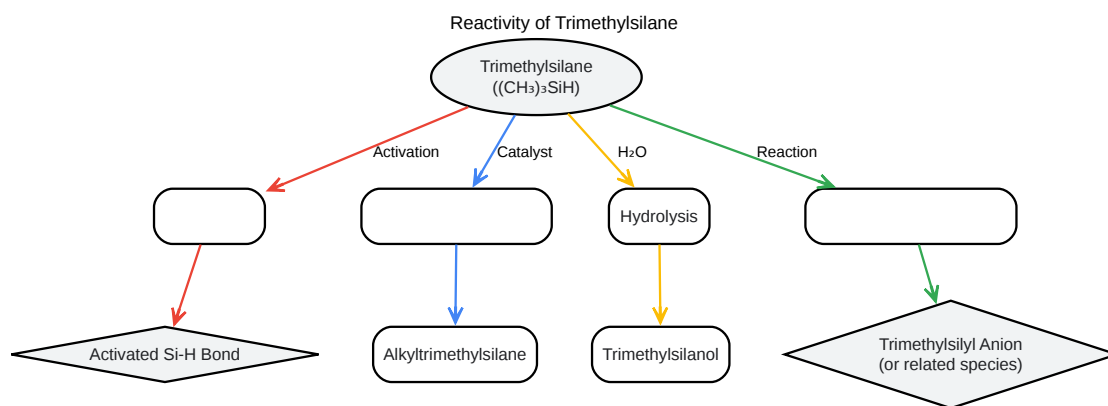 Reactivity of Trimethylsilane
Trimethylsilane
((CH₃)₃SiH)
Activation
Catalyst
H₂O
Reaction
Hydrolysis
Activated Si-H Bond
Alkyltrimethylsilane
Trimethylsilanol
Trimethylsilyl Anion
(or related species)